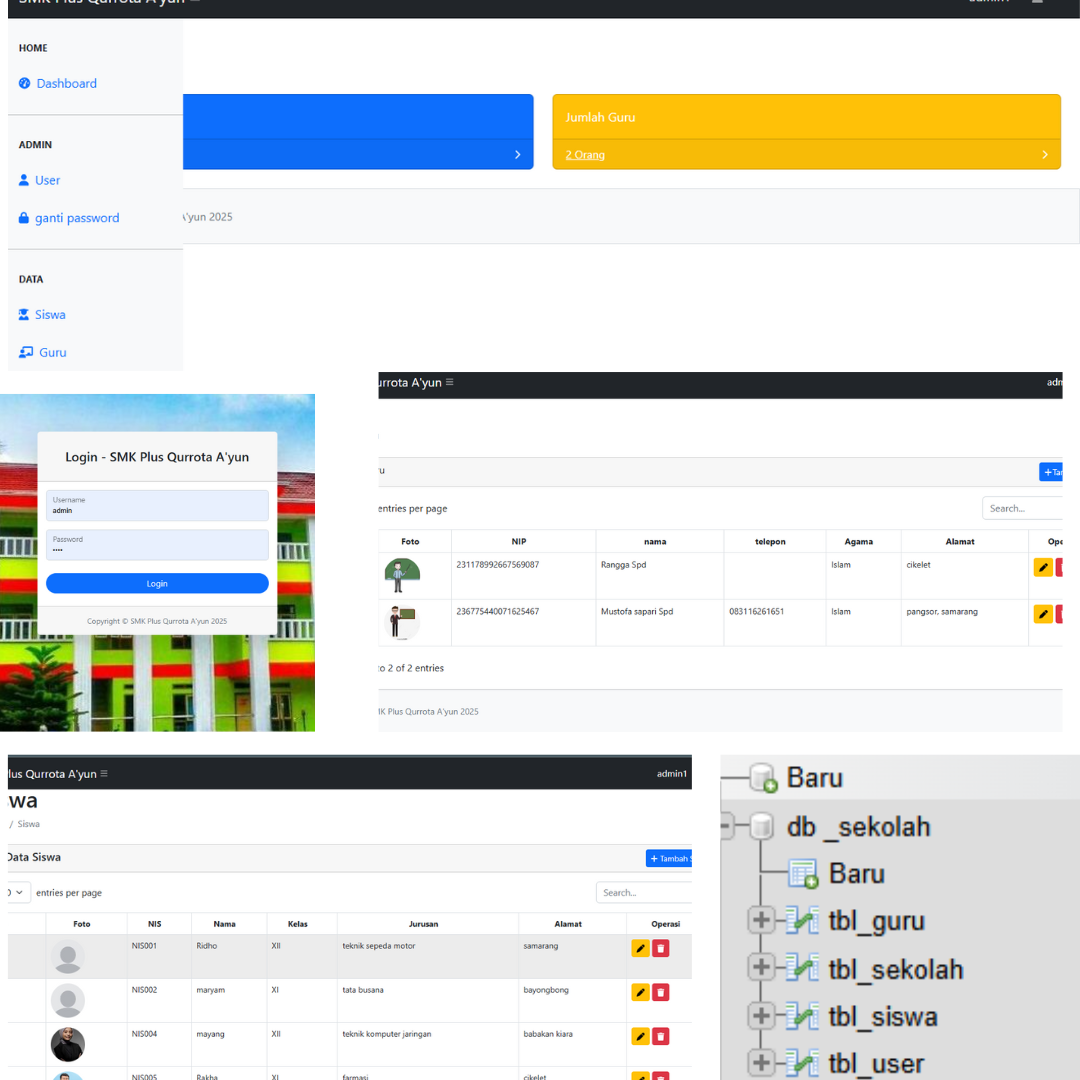 SMK Plus Qurrota A'yun
admin1
HOME
Dashboard
ADMIN
User
ganti password
DATA
Siswa
Guru
Jumlah Guru
2 Orang
A'yun 2025
Login - SMK Plus Qurrota A'yun
Username
admin
Password
Login
Copyright © SMK Plus Qurrota A'yun 2025
urrota A'yun
adm
ru
+Ta
entries per page
Search...
Foto NIP nama telepon Agama Alamat Ope
231178992667569087 Rangga Spd Islam cikelet
236775440071625467 Mustofa sapari Spd 083116261651 Islam pangsor, samarang
to 2 of 2 entries
MK Plus Qurrota A'yun 2025
lus Qurrota A'yun
admin1
swa
/ Siswa
Data Siswa
+ Tambah S
0 entries per page
Search...
Foto NIS Nama Kelas Jurusan Alamat Operasi
NIS001 Ridho XII teknik sepeda motor samarang
NIS002 maryam XI tata busana bayongbong
NIS004 mayang XII teknik komputer jaringan babakan kiara
NIS005 Rakha XI farmasi cikelet
Baru
db _sekolah
Baru
tbl_guru
tbl_sekolah
tbl_siswa
tbl_user